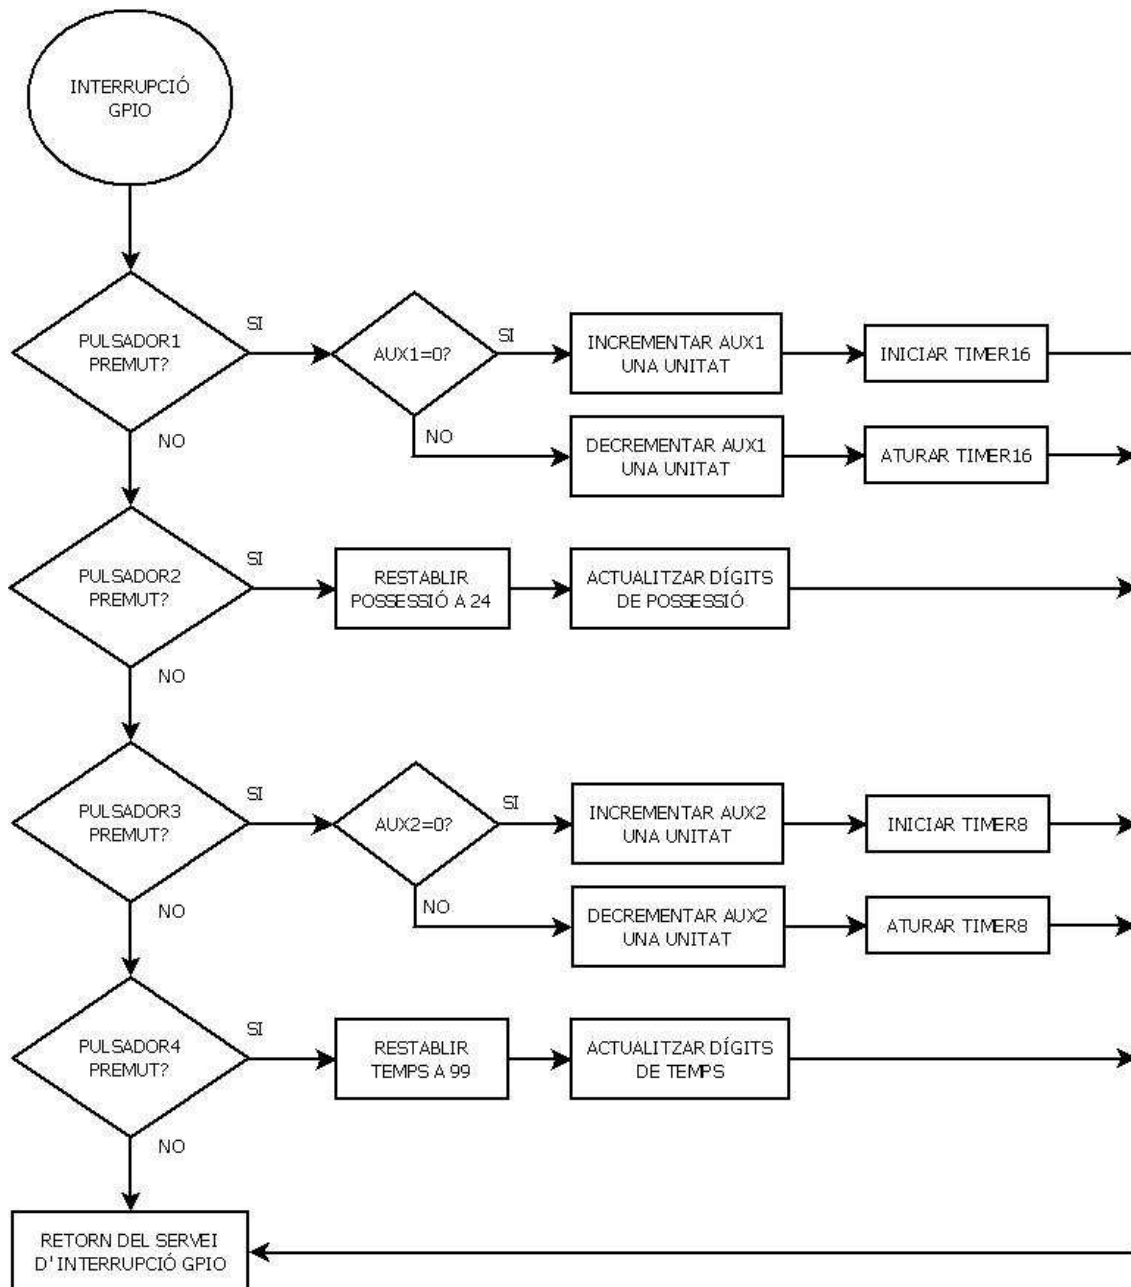 INTERRUPCIÓ
GPIO
PULSADOR1
PREMUT?
SI
AUX1=0?
SI
INCREMENTAR AUX1
UNA UNITAT
INICIAR TIMER16
NO
DECREMENTAR AUX1
UNA UNITAT
ATURAR TIMER16
NO
PULSADOR2
PREMUT?
SI
RESTABLIR
POSSESSIÓ A 24
ACTUALITZAR DÍGITS
DE POSSESSIÓ
NO
PULSADOR3
PREMUT?
SI
AUX2=0?
SI
INCREMENTAR AUX2
UNA UNITAT
INICIAR TIMER8
NO
DECREMENTAR AUX2
UNA UNITAT
ATURAR TIMER8
NO
PULSADOR4
PREMUT?
SI
RESTABLIR
TEMPS A 99
ACTUALITZAR DÍGITS
DE TEMPS
NO
RETORN DEL SERVEI
D'INTERRUPCIÓ GPIO